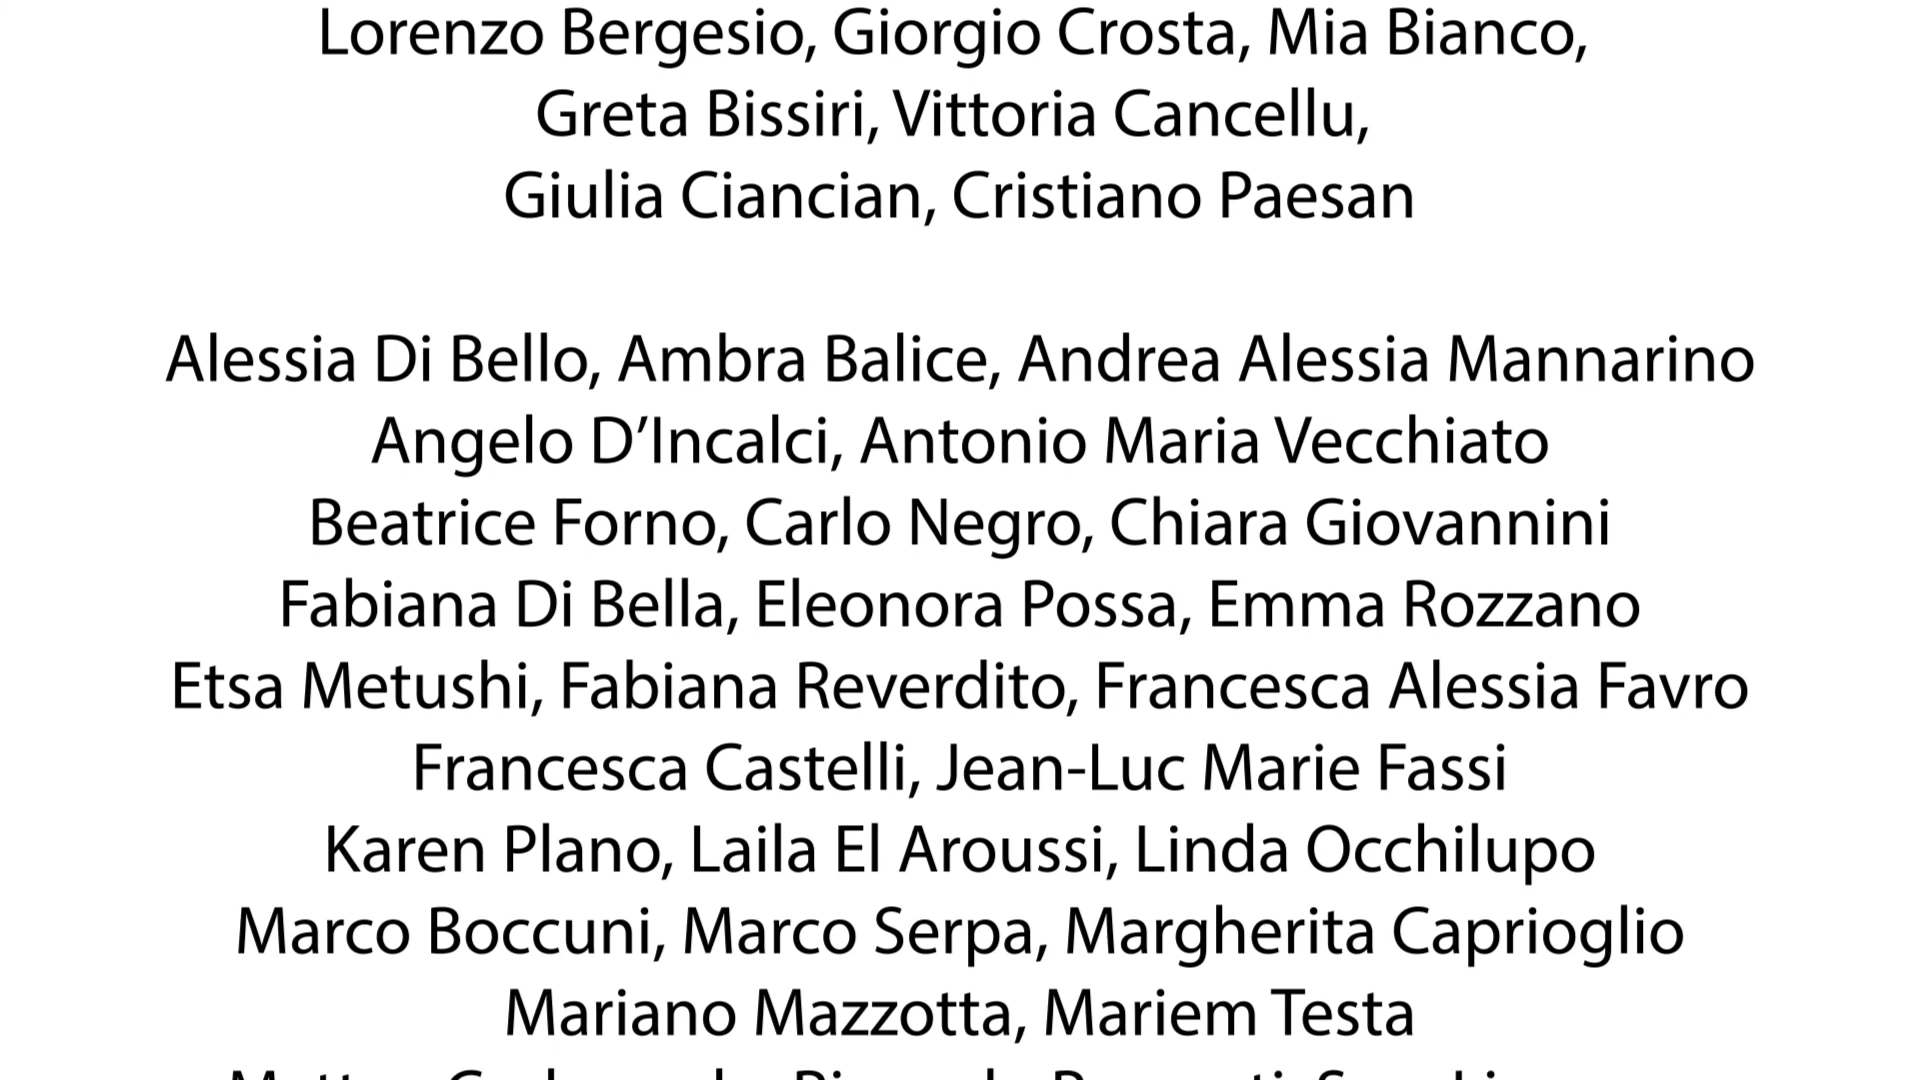 Lorenzo Bergesio, Giorgio Crosta, Mia Bianco,
Greta Bissiri, Vittoria Cancellu,
Giulia Ciancian, Cristiano Paesan
Alessia Di Bello, Ambra Balice, Andrea Alessia Mannarino
Angelo D’Incalci, Antonio Maria Vecchiato
Beatrice Forno, Carlo Negro, Chiara Giovannini
Fabiana Di Bella, Eleonora Possa, Emma Rozzano
Etsa Metushi, Fabiana Reverdito, Francesca Alessia Favro
Francesca Castelli, Jean-Luc Marie Fassi
Karen Plano, Laila El Aroussi, Linda Occhilupo
Marco Boccuni, Marco Serpa, Margherita Caprioglio
Mariano Mazzotta, Mariem Testa